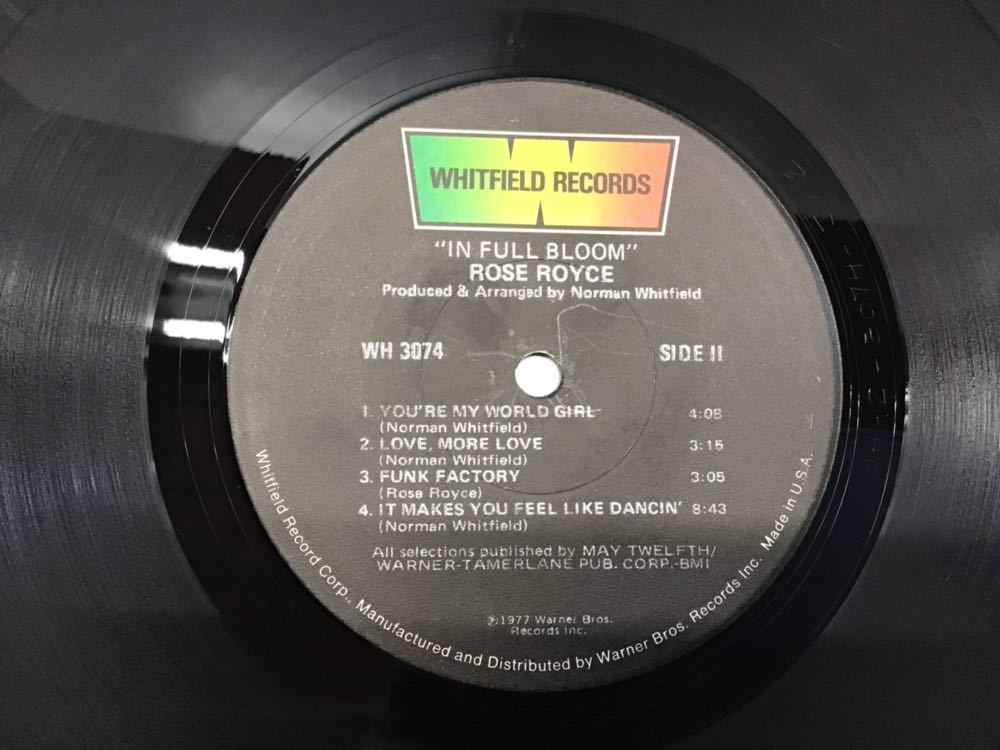 WHITFIELD RECORDS
"IN FULL BLOOM"
ROSE ROYCE
Produced & Arranged by Norman Whitfield
WH 3074 SIDE II
1. YOU'RE MY WORLD GIRL 4:08
(Norman Whitfield)
2. LOVE, MORE LOVE 3:15
(Norman Whitfield)
3. FUNK FACTORY 3:05
(Rose Royce)
4. IT MAKES YOU FEEL LIKE DANCIN' 8:43
(Norman Whitfield)
All selections published by MAY TWELFTH/
WARNER-TAMERLANE PUB. CORP.-BMI
℗1977 Warner Bros.
Records Inc.
Whitfield Record Corp., Manufactured and Distributed by Warner Bros. Records Inc. Made in U.S.A.